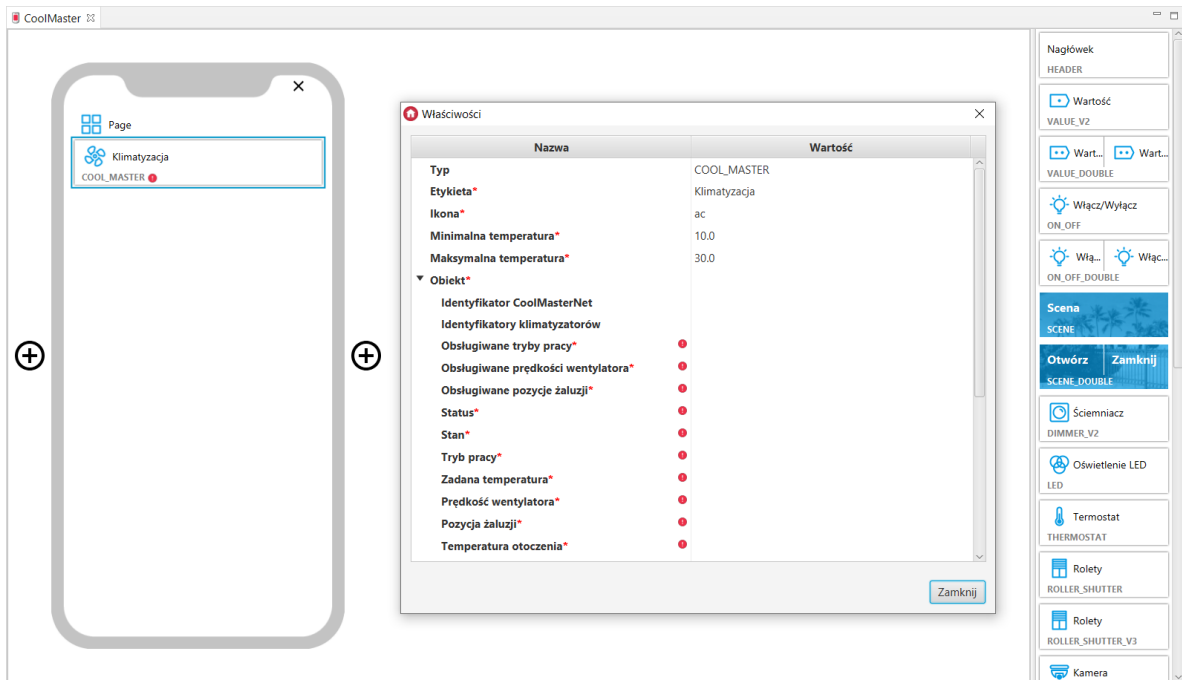 CoolMaster
Page
Klimatyzacja
COOL_MASTER
Właściwości
Nazwa Wartość
Typ COOL_MASTER
Etykieta* Klimatyzacja
Ikona* ac
Minimalna temperatura* 10.0
Maksymalna temperatura* 30.0
Obiekt*
Identyfikator CoolMasterNet
Identyfikatory klimatyzatorów
Obsługiwane tryby pracy*
Obsługiwane prędkości wentylatora*
Obsługiwane pozycje żaluzji*
Status*
Stan*
Tryb pracy*
Zadana temperatura*
Prędkość wentylatora*
Pozycja żaluzji*
Temperatura otoczenia*
Zamknij
Nagłówek
HEADER
Wartość
VALUE_V2
Wart... Wart...
VALUE_DOUBLE
Włącz/Wyłącz
ON_OFF
Włą... Włąc...
ON_OFF_DOUBLE
Scena
SCENE
Otwórz Zamknij
SCENE_DOUBLE
Ściemniacz
DIMMER_V2
Oświetlenie LED
LED
Termostat
THERMOSTAT
Rolety
ROLLER_SHUTTER
Rolety
ROLLER_SHUTTER_V3
Kamera